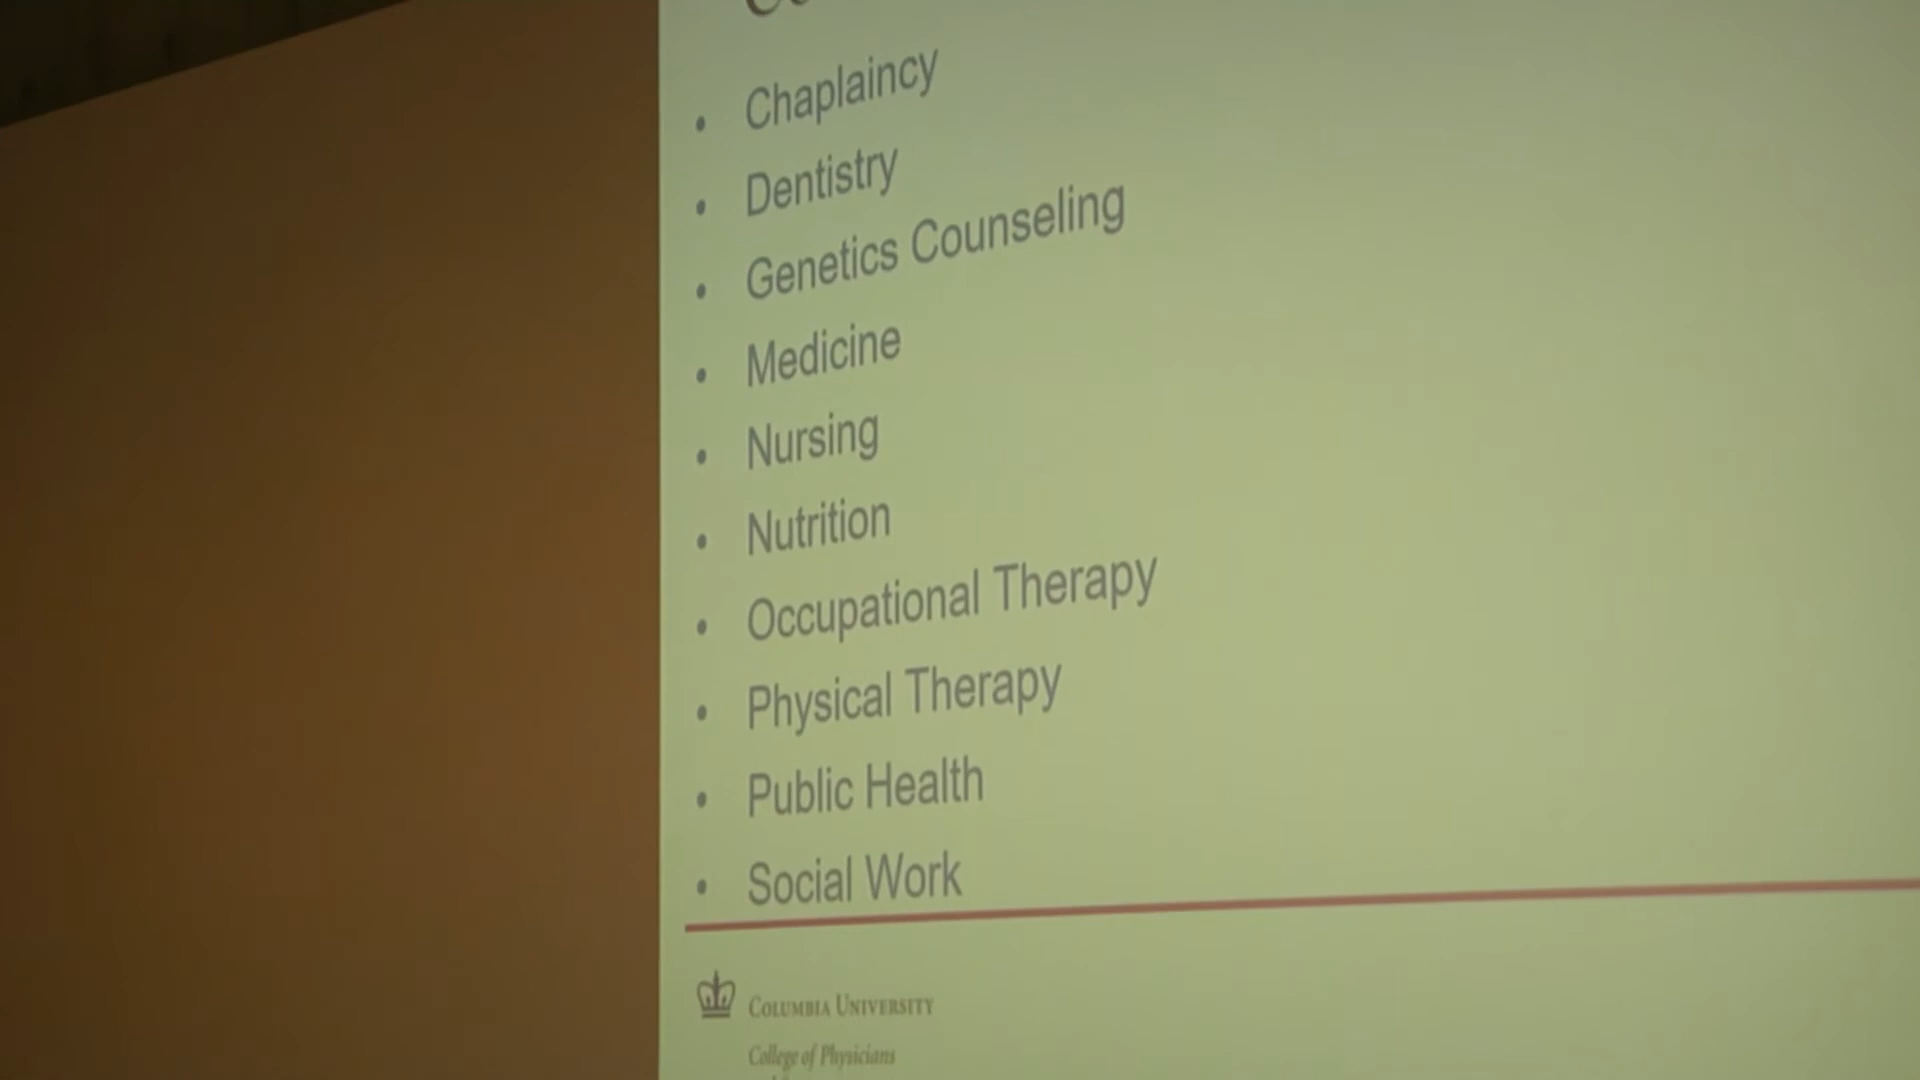 • Chaplaincy
• Dentistry
• Genetics Counseling
• Medicine
• Nursing
• Nutrition
• Occupational Therapy
• Physical Therapy
• Public Health
• Social Work
COLUMBIA UNIVERSITY
College of Physicians